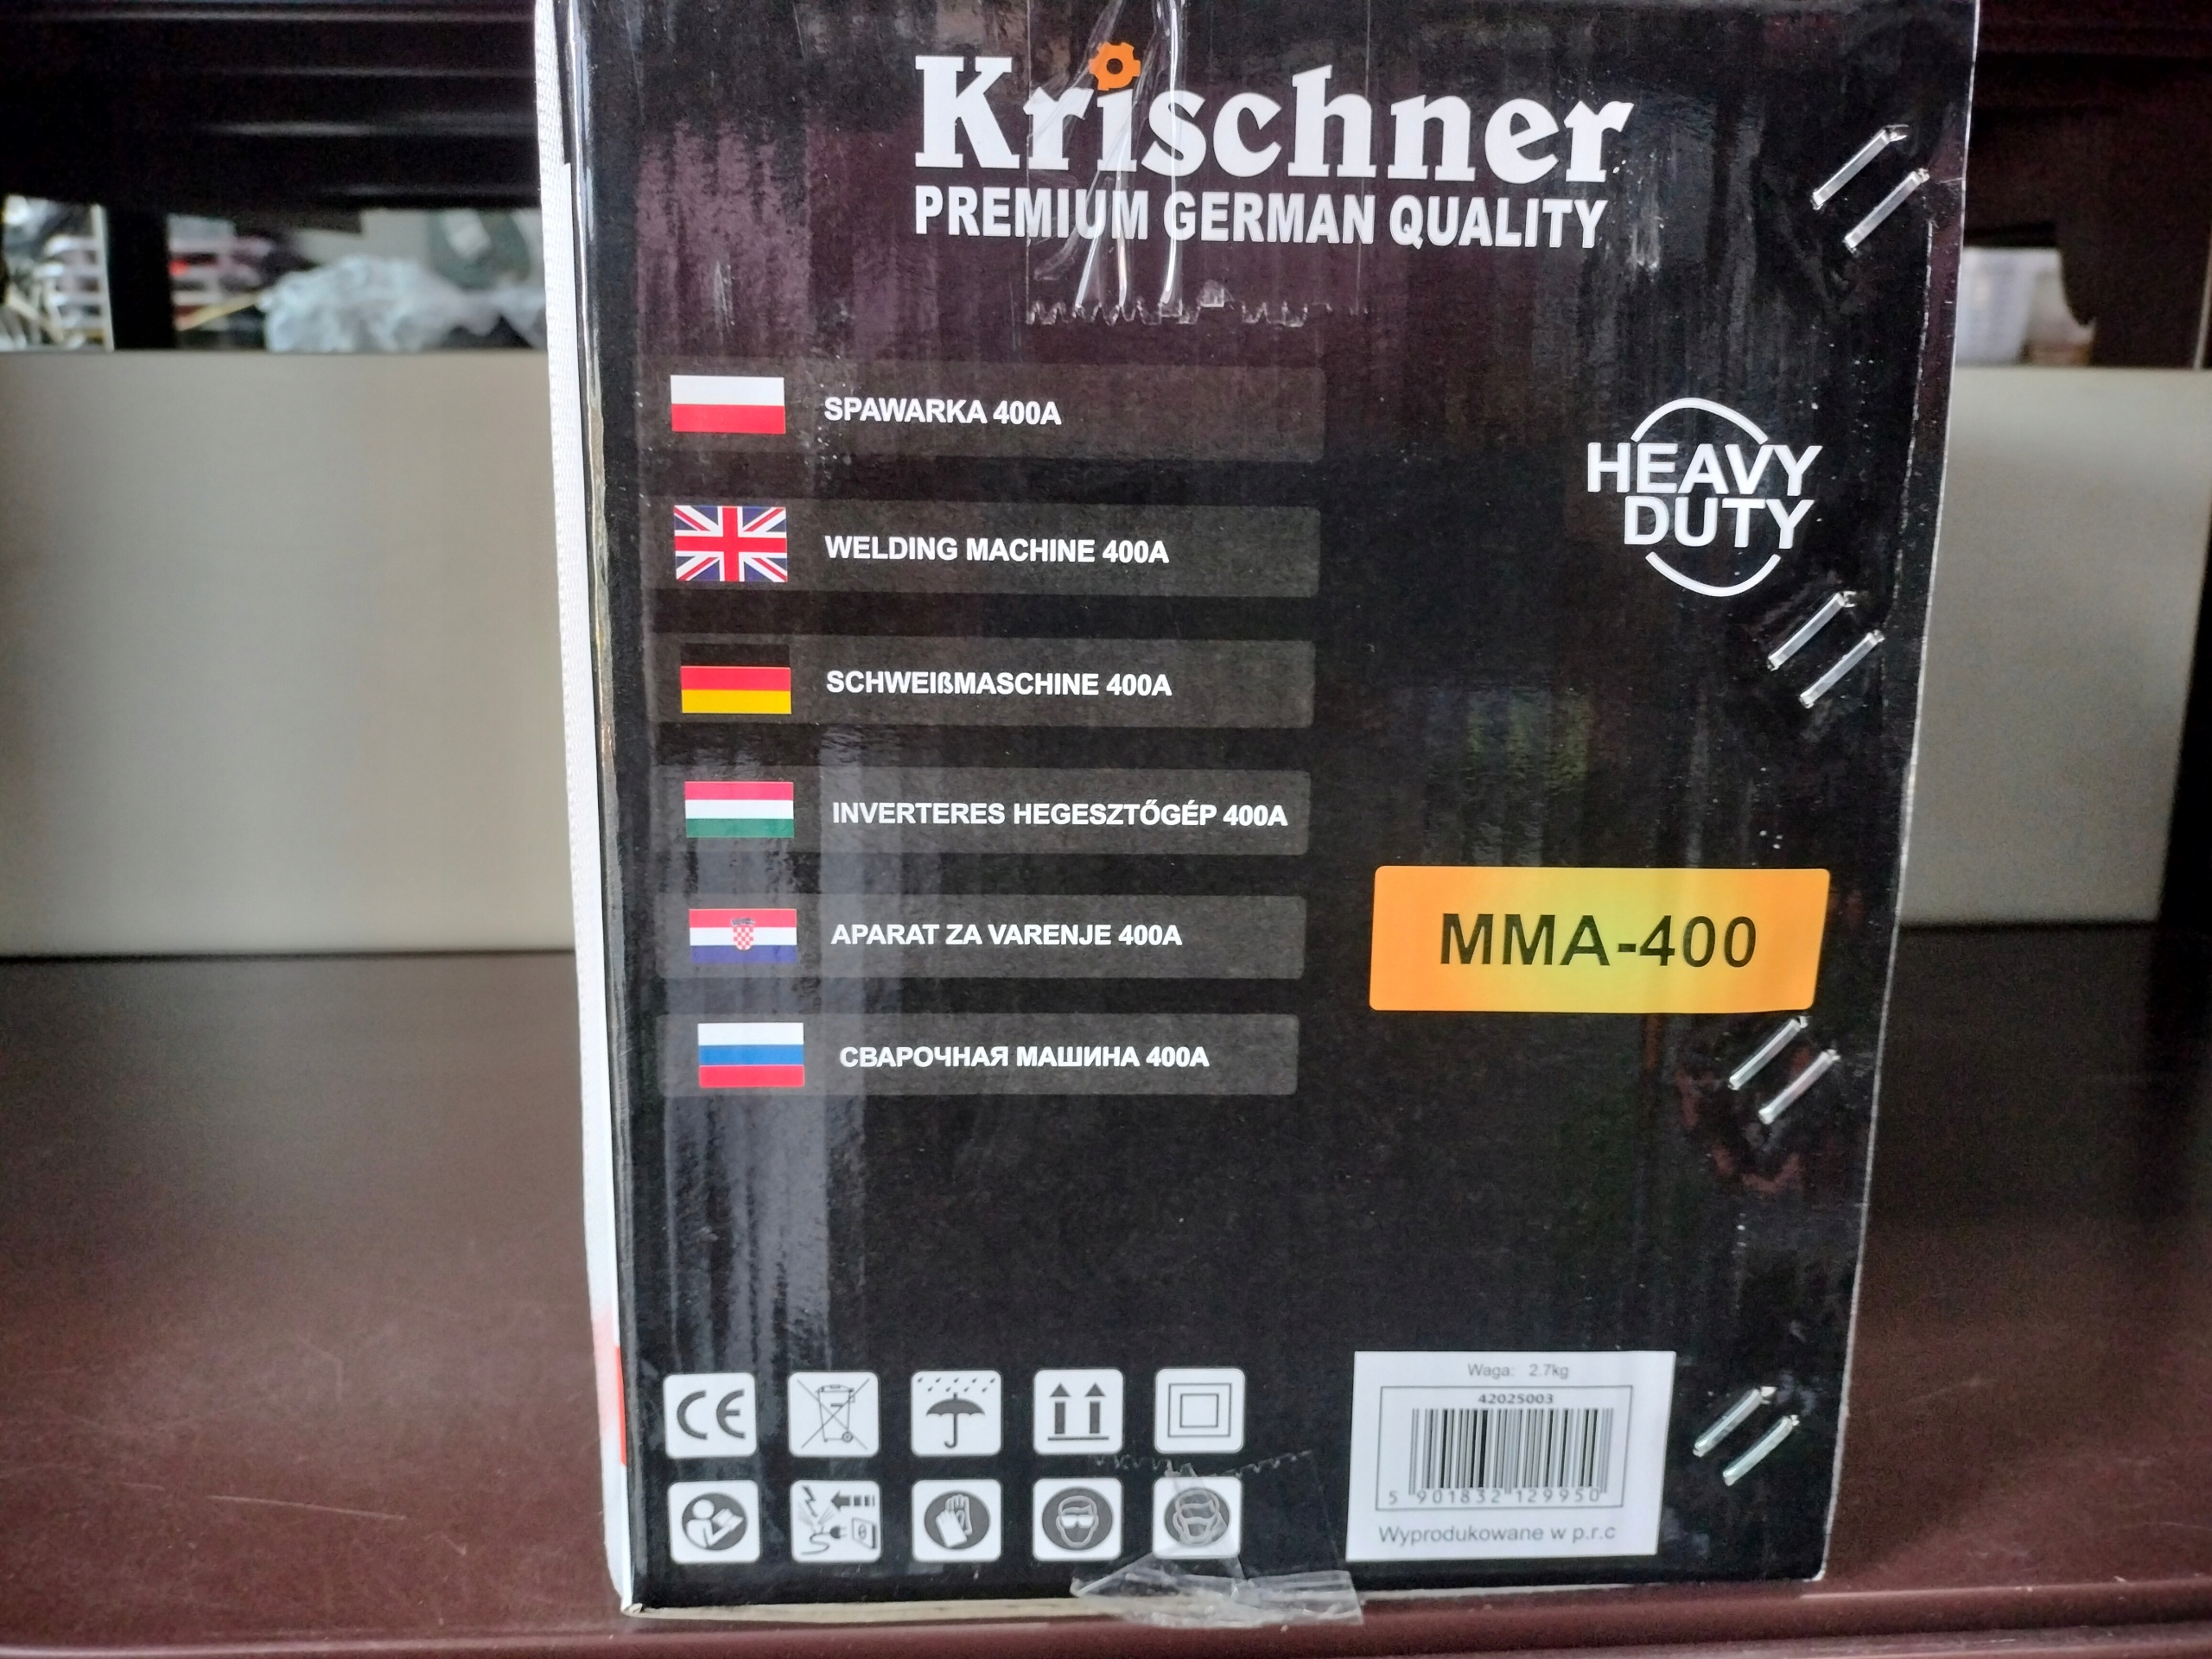 Krischner
PREMIUM GERMAN QUALITY
SPAWARKA 400A
HEAVY
DUTY
WELDING MACHINE 400A
SCHWEIßMASCHINE 400A
INVERTERES HEGESZTŐGÉP 400A
APARAT ZA VARENJE 400A
MMA-400
СВАРОЧНАЯ МАШИНА 400A
CE
Waga: 2.7kg
42025003
5 901832 129950
Wyprodukowane w p.r.c